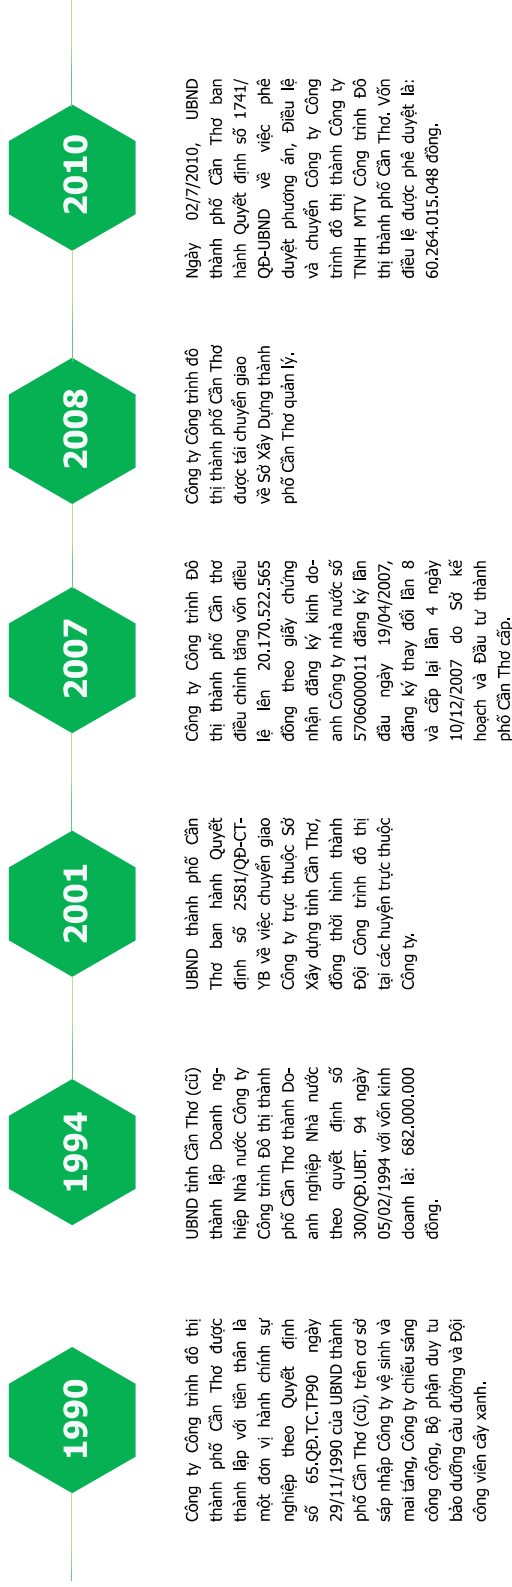 1990
Công ty Công trình đô thị
thành phố Cần Thơ được
thành lập với tiền thân là
một đơn vị hành chính sự
nghiệp theo Quyết định
số 65.QĐ.TC.TP90 ngày
29/11/1990 của UBND thành
phố Cần Thơ (cũ), trên cơ sở
sáp nhập Công ty vệ sinh và
mai táng, Công ty chiếu sáng
công cộng, Bộ phận duy tu
bảo dưỡng cầu đường và Đội
công viên cây xanh.
1994
UBND tỉnh Cần Thơ (cũ)
thành lập Doanh ng-
hiệp Nhà nước Công ty
Công trình Đô thị thành
phố Cần Thơ thành Do-
anh nghiệp Nhà nước
theo quyết định số
300/QĐ.UBT. 94 ngày
05/02/1994 với vốn kinh
doanh là: 682.000.000
đồng.
2001
UBND thành phố Cần
Thơ ban hành Quyết
định số 2581/QĐ-CT-
YB về việc chuyển giao
Công ty trực thuộc Sở
Xây dựng tỉnh Cần Thơ,
đồng thời hình thành
Đội Công trình đô thị
tại các huyện trực thuộc
Công ty.
2007
Công ty Công trình Đô
thị thành phố Cần thơ
điều chỉnh tăng vốn điều
lệ lên 20.170.522.565
đồng theo giấy chứng
nhận đăng ký kinh do-
anh Công ty nhà nước số
5706000011 đăng ký lần
đầu ngày 19/04/2007,
đăng ký thay đổi lần 8
và cấp lại lần 4 ngày
10/12/2007 do Sở kế
hoạch và Đầu tư thành
phố Cần Thơ cấp.
2008
Công ty Công trình đô
thị thành phố Cần Thơ
được tái chuyển giao
về Sở Xây Dựng thành
phố Cần Thơ quản lý.
2010
Ngày 02/7/2010, UBND
thành phố Cần Thơ ban
hành Quyết định số 1741/
QĐ-UBND về việc phê
duyệt phương án, Điều lệ
và chuyển Công ty Công
trình đô thị thành Công ty
TNHH MTV Công trình Đô
thị thành phố Cần Thơ. Vốn
điều lệ được phê duyệt là:
60.264.015.048 đồng.